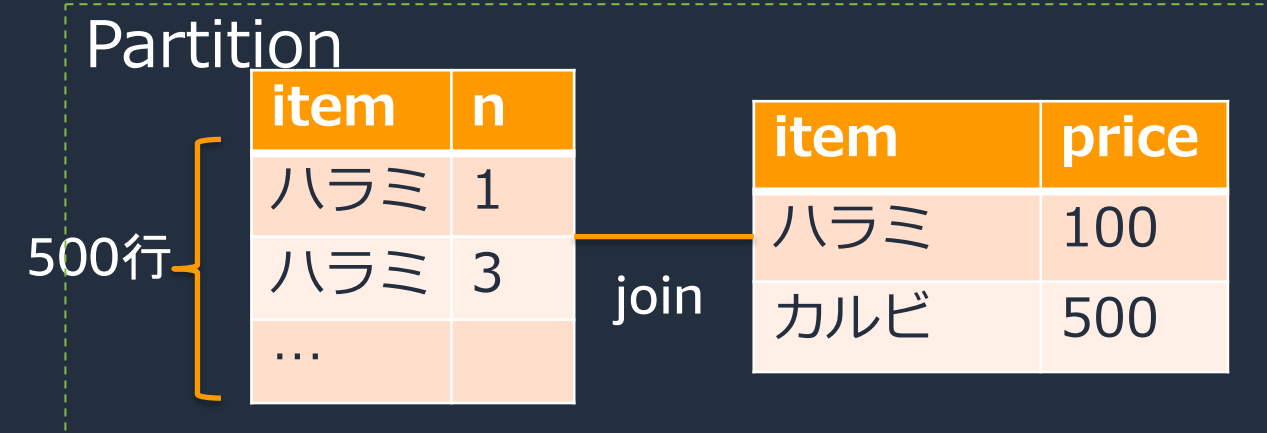 Partition
item n
ハラミ 1
ハラミ 3
…
500行
join
item price
ハラミ 100
カルビ 500